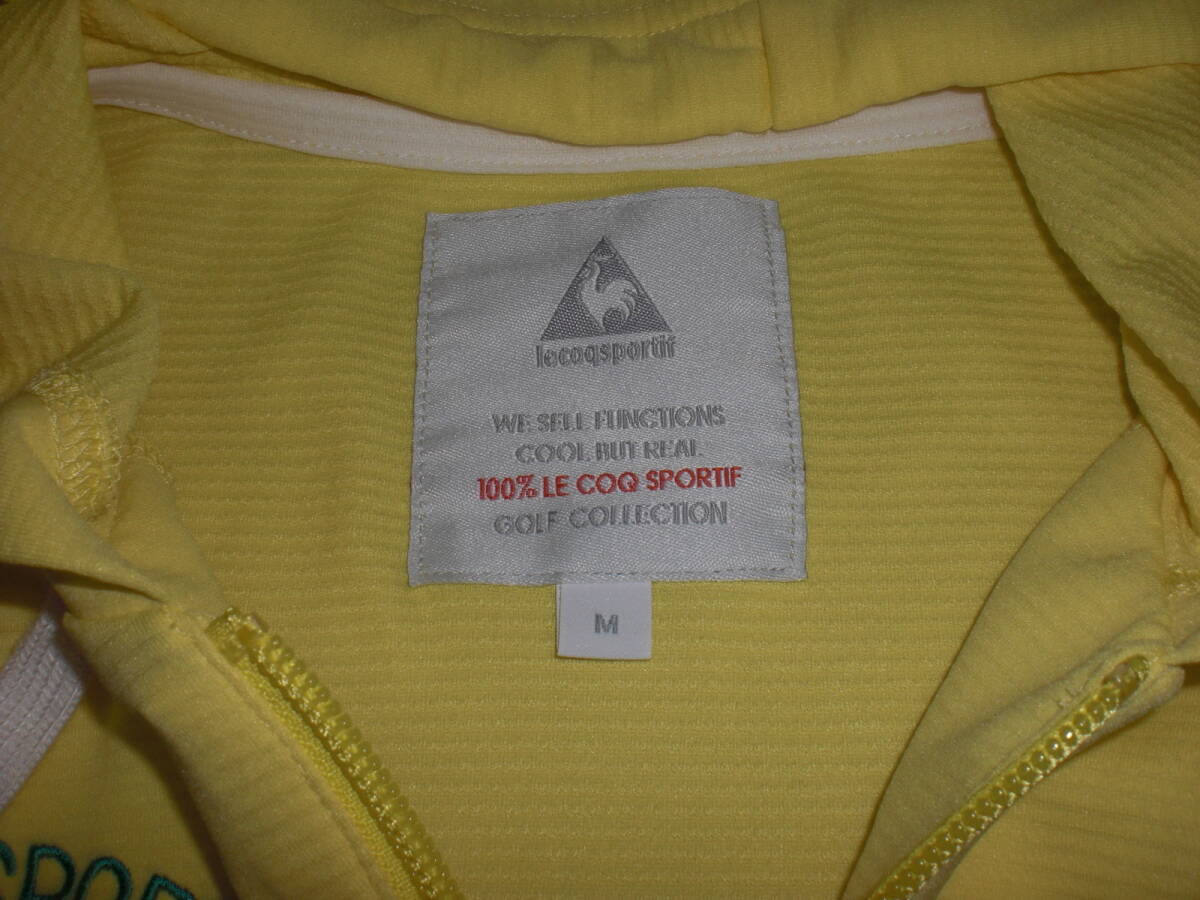 lecoqsportif
WE SELL FUNCTIONS
COOL BUT REAL
100% LE COQ SPORTIF
GOLF COLLECTION
M